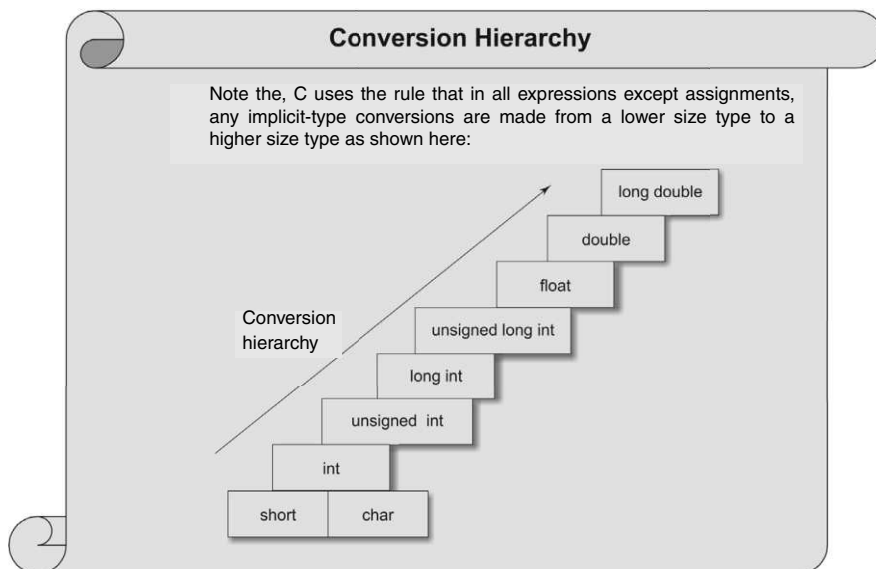 Conversion Hierarchy
Note the, C uses the rule that in all expressions except assignments,
any implicit-type conversions are made from a lower size type to a
higher size type as shown here:
long double
double
float
Conversion
hierarchy
unsigned long int
long int
unsigned int
int
short
char